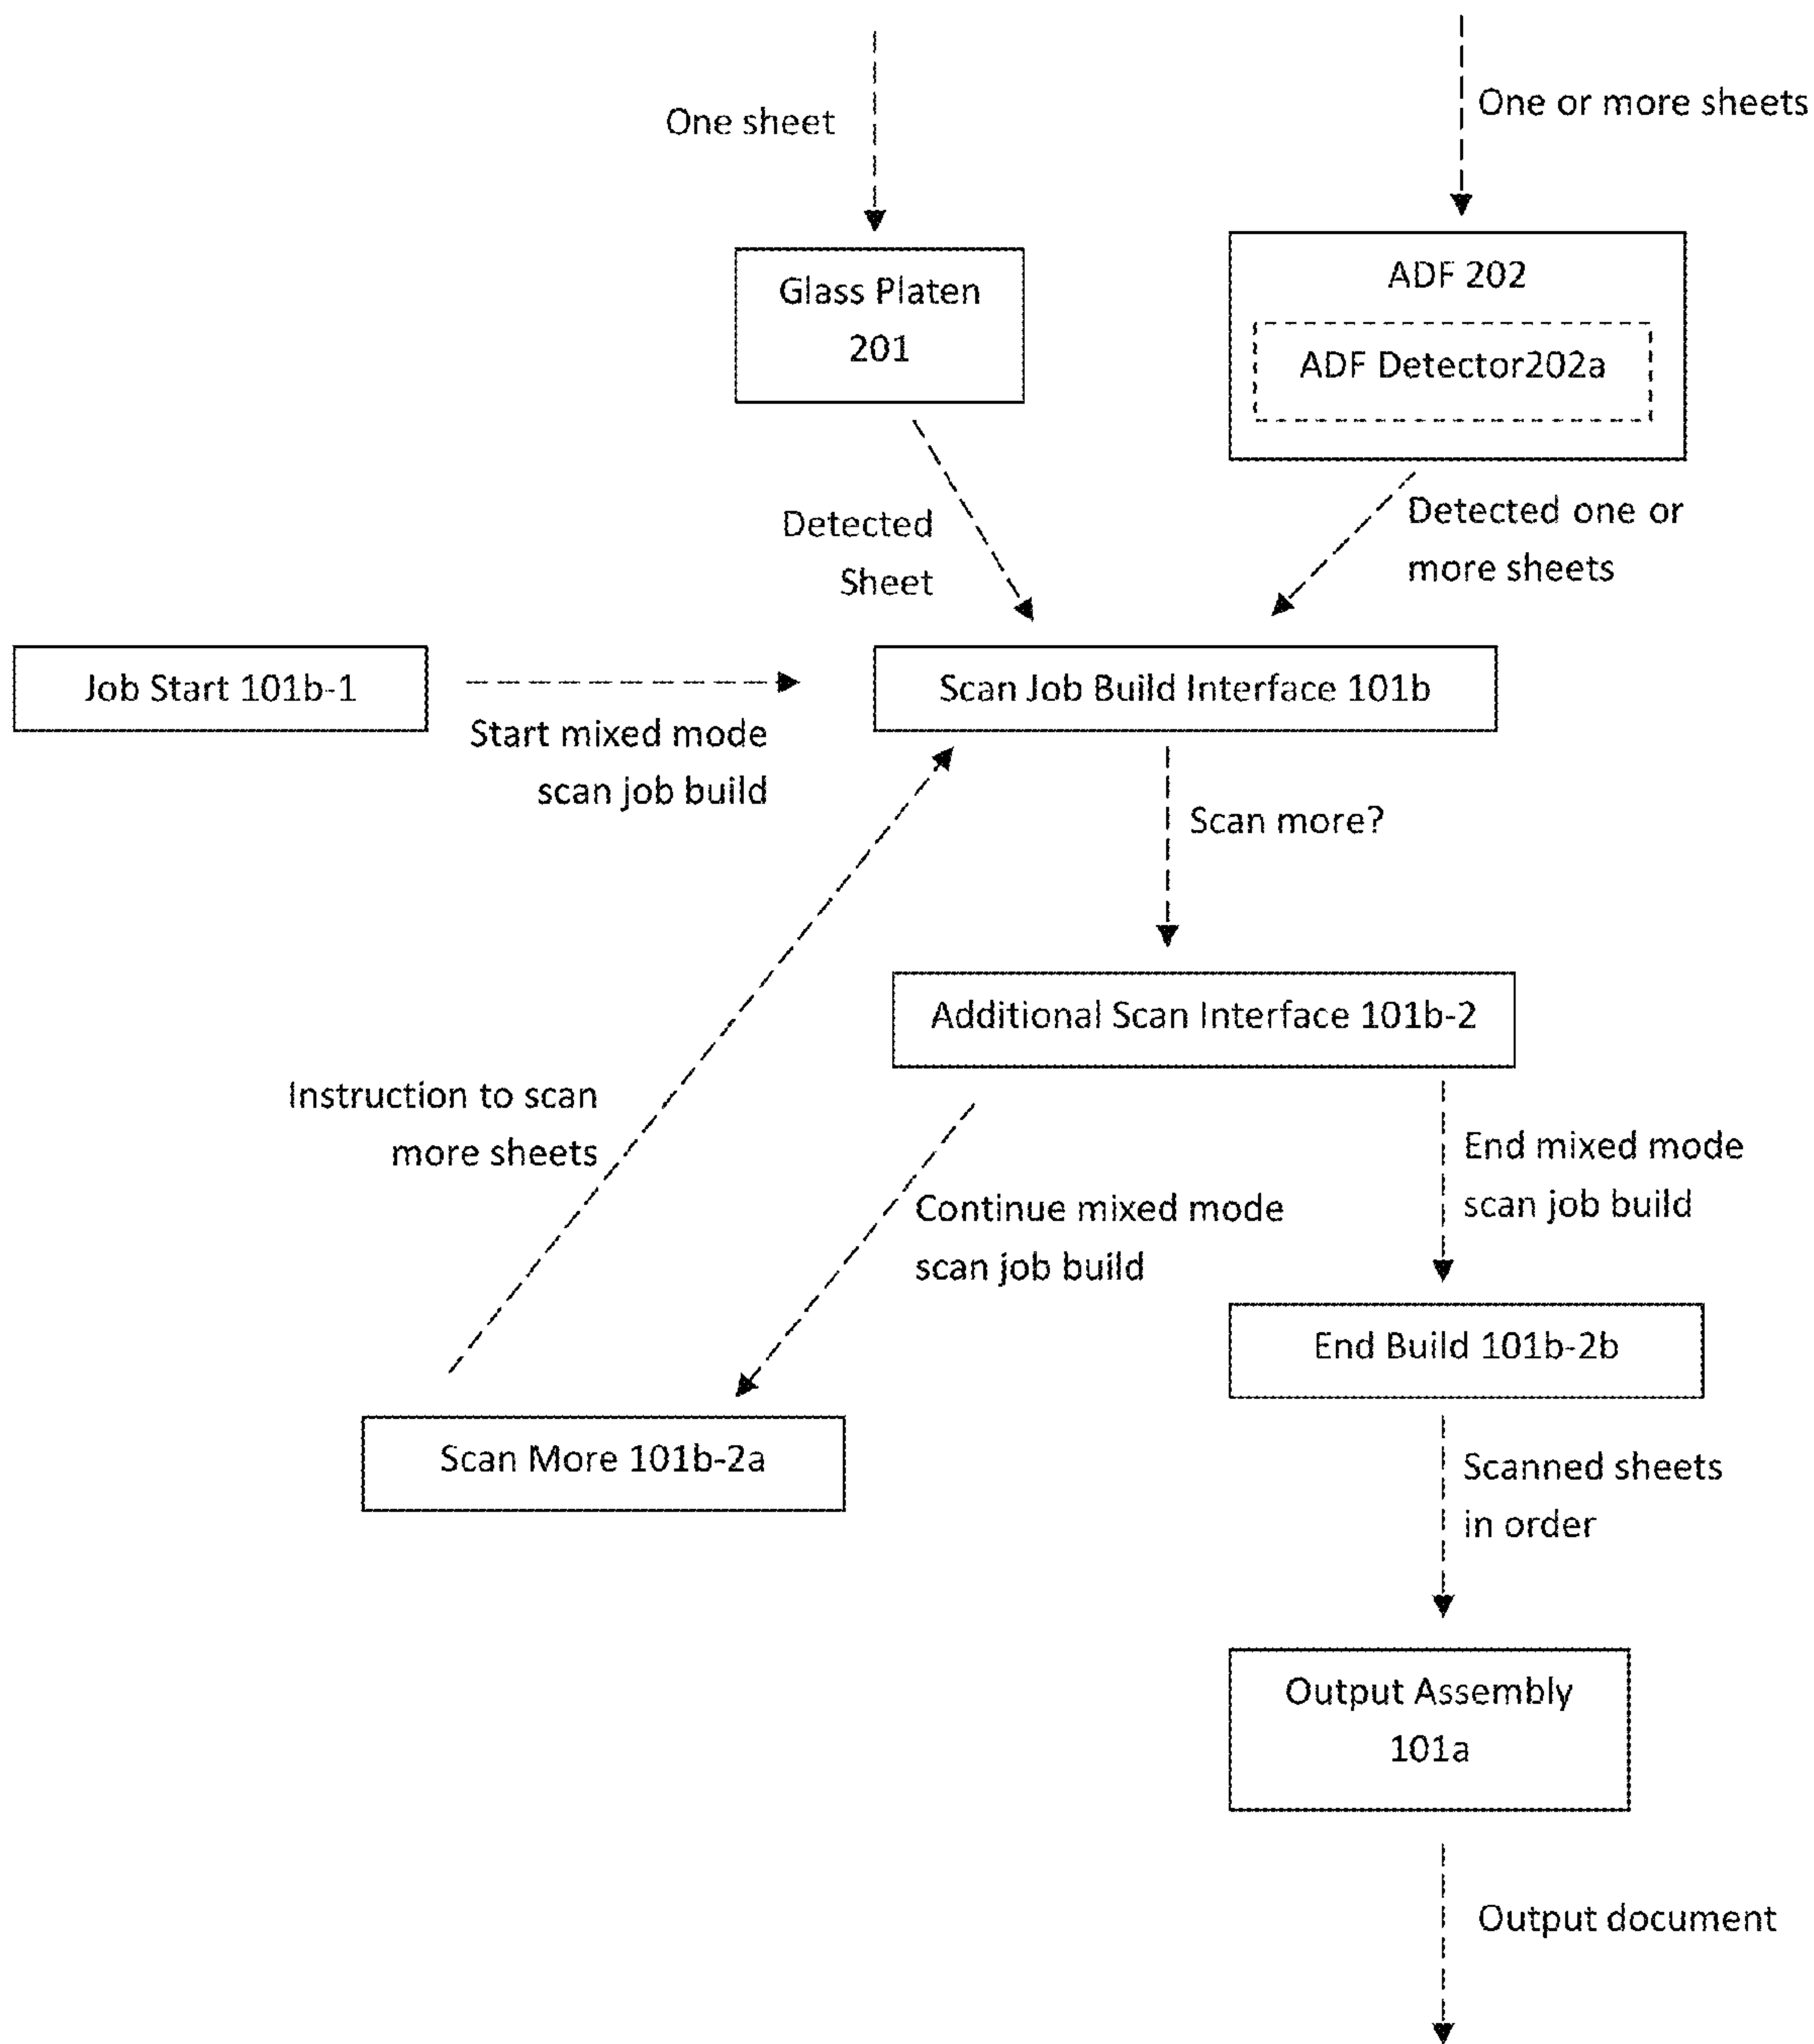 One sheet
One or more sheets
Glass Platen
201
ADF 202
ADF Detector202a
Detected
Sheet
Detected one or
more sheets
Job Start 101b-1
Start mixed mode
scan job build
Scan Job Build Interface 101b
Scan more?
Additional Scan Interface 101b-2
Instruction to scan
more sheets
Continue mixed mode
scan job build
End mixed mode
scan job build
End Build 101b-2b
Scan More 101b-2a
Scanned sheets
in order
Output Assembly
101a
Output document